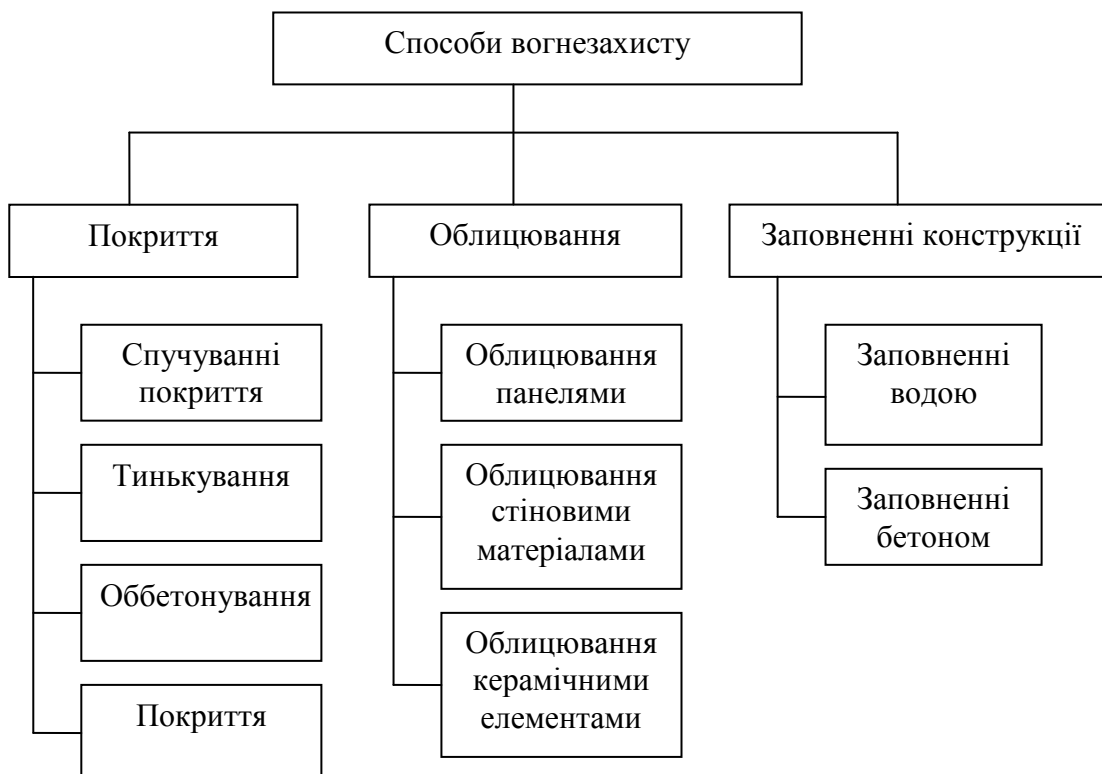 Способи вогнезахисту
Покриття
Облицювання
Заповненні конструкції
Спучуванні
покриття
Тинькування
Оббетонування
Покриття
Облицювання
панелями
Облицювання
стіновими
матеріалами
Облицювання
керамічними
елементами
Заповненні
водою
Заповненні
бетоном